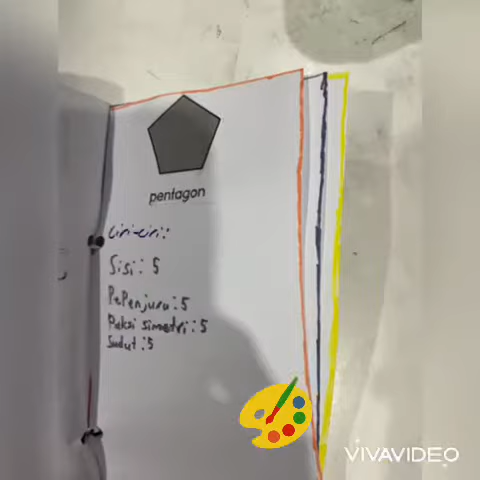 pentagon
Ciri-ciri:
Sisi: 5
PePenjuru: 5
Paksi simetri: 5
Sudut: 5
VIVAVIDEO